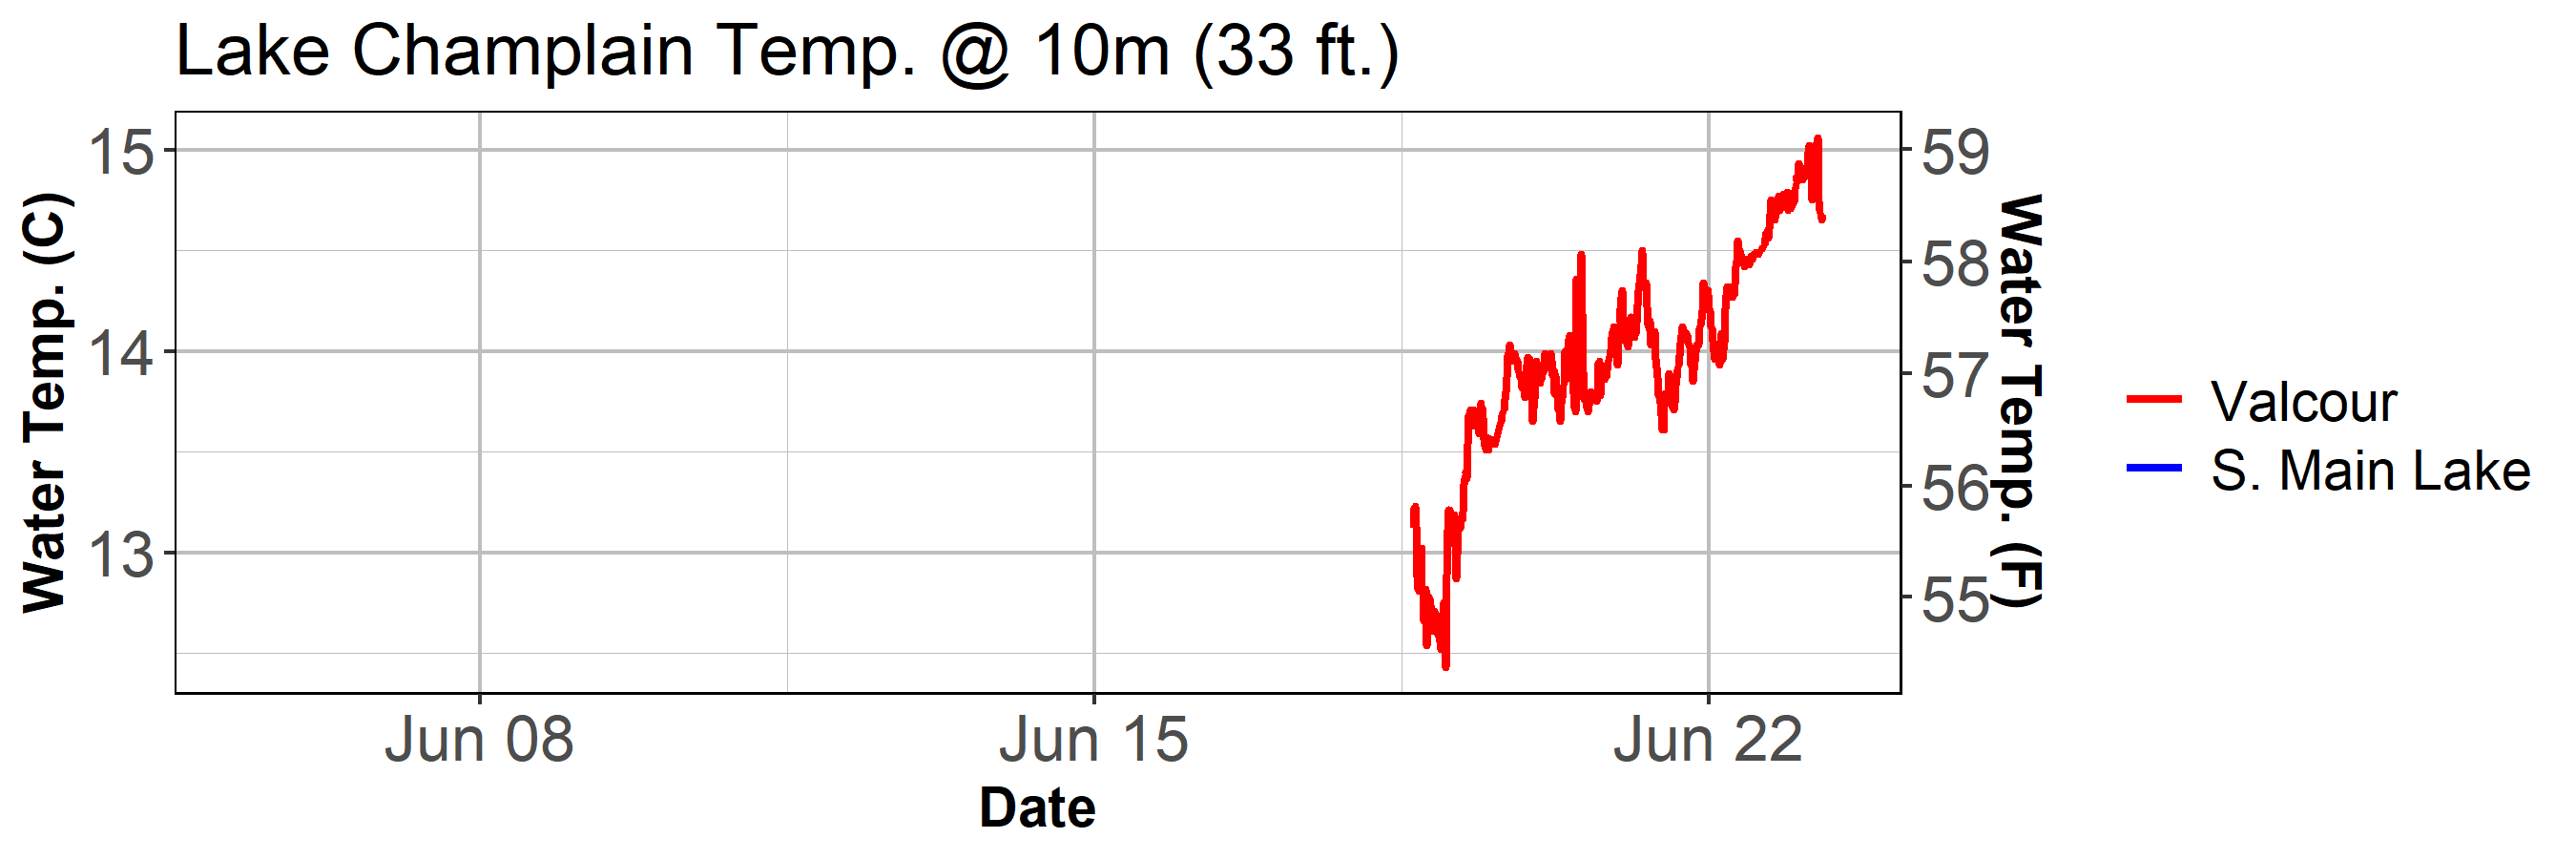 Lake Champlain Temp. @ 10m (33 ft.)
Water Temp. (C)
15
14
13
59
58
57
56
55
Water Temp. (F)
Jun 08
Jun 15
Jun 22
Date
Valcour
S. Main Lake